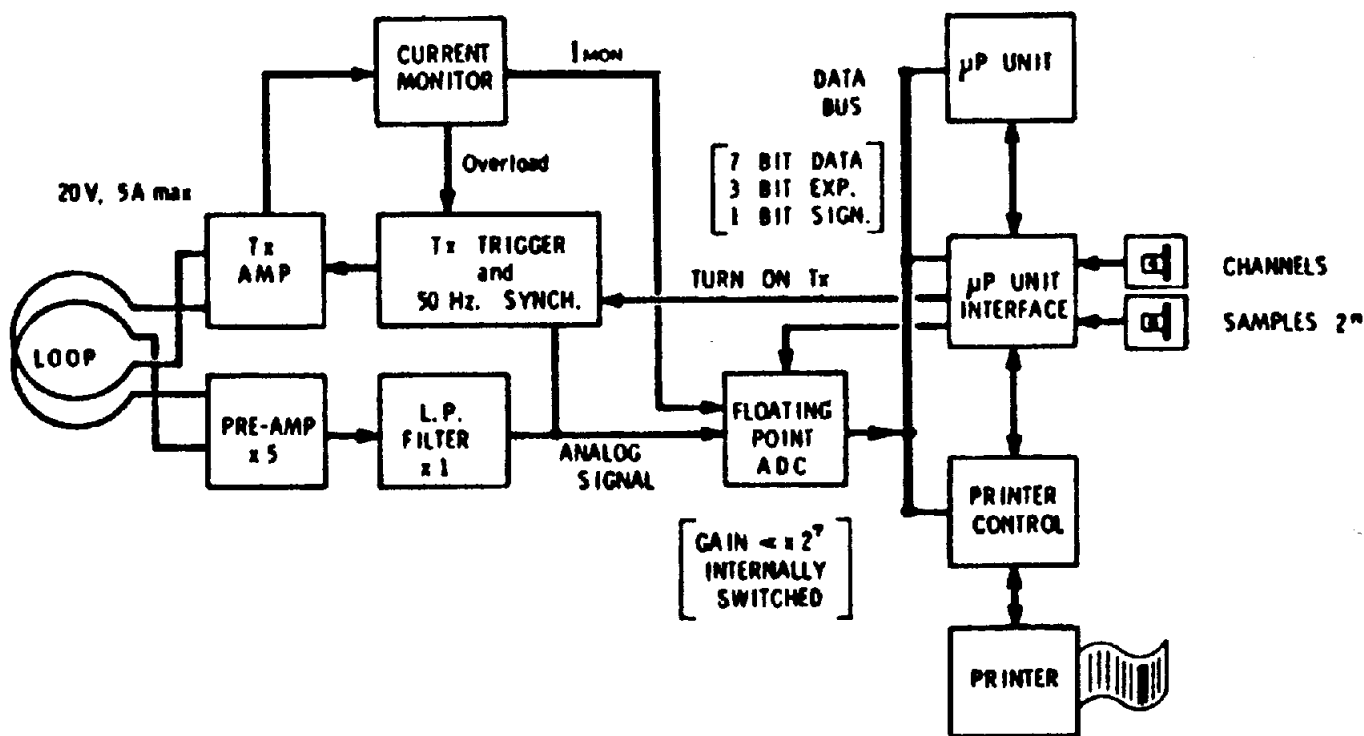 CURRENT
MONITOR
I MON
DATA
BUS
μP UNIT
Overload
7 BIT DATA
3 BIT EXP.
1 BIT SIGN.
20V, 5A max
Tx
AMP
Tx TRIGGER
and
50 Hz. SYNCH.
TURN ON Tx
μP UNIT
INTERFACE
CHANNELS
SAMPLES 2ⁿ
LOOP
PRE-AMP
x 5
L.P.
FILTER
x 1
ANALOG
SIGNAL
FLOATING
POINT
ADC
GAIN < x 2⁷
INTERNALLY
SWITCHED
PRINTER
CONTROL
PRINTER